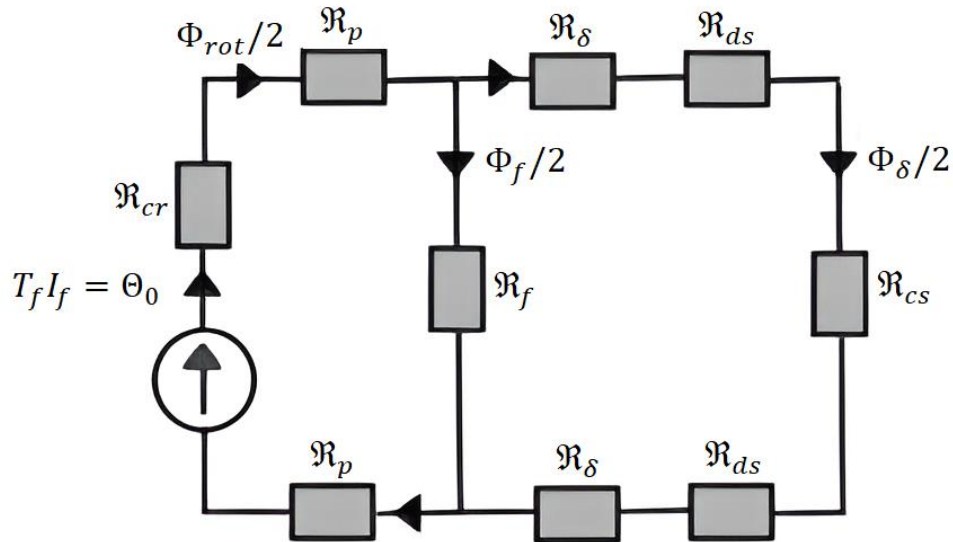 Φ_rot/2
ℜ_p
ℜ_δ
ℜ_ds
Φ_f/2
Φ_δ/2
ℜ_cr
T_f I_f = Θ_0
ℜ_f
ℜ_cs
ℜ_p
ℜ_δ
ℜ_ds